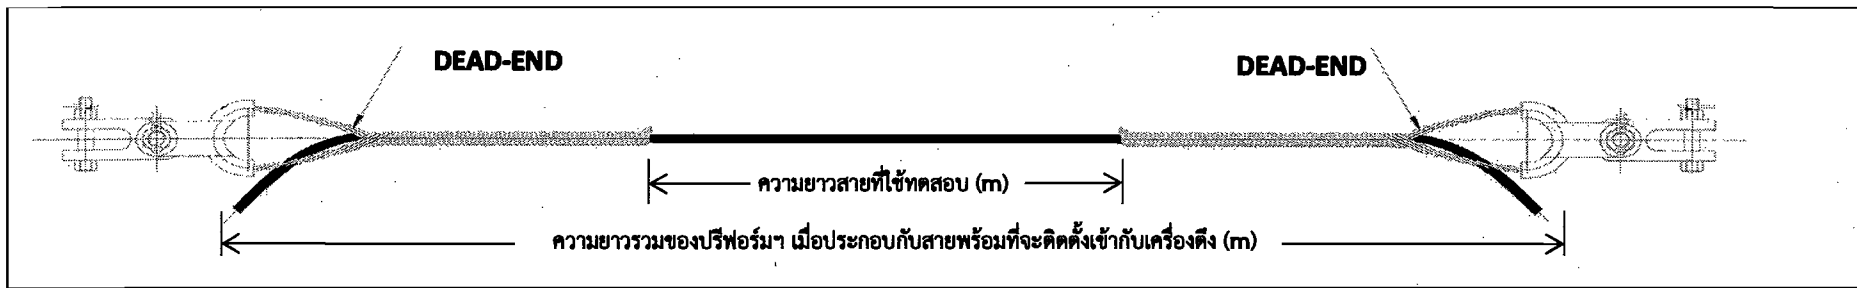 DEAD-END
DEAD-END
ความยาวสายที่ใช้ทดสอบ (m)
ความยาวรวมของปรีฟอร์มฯ เมื่อประกอบกับสายพร้อมที่จะติดตั้งเข้ากับเครื่องดึง (m)